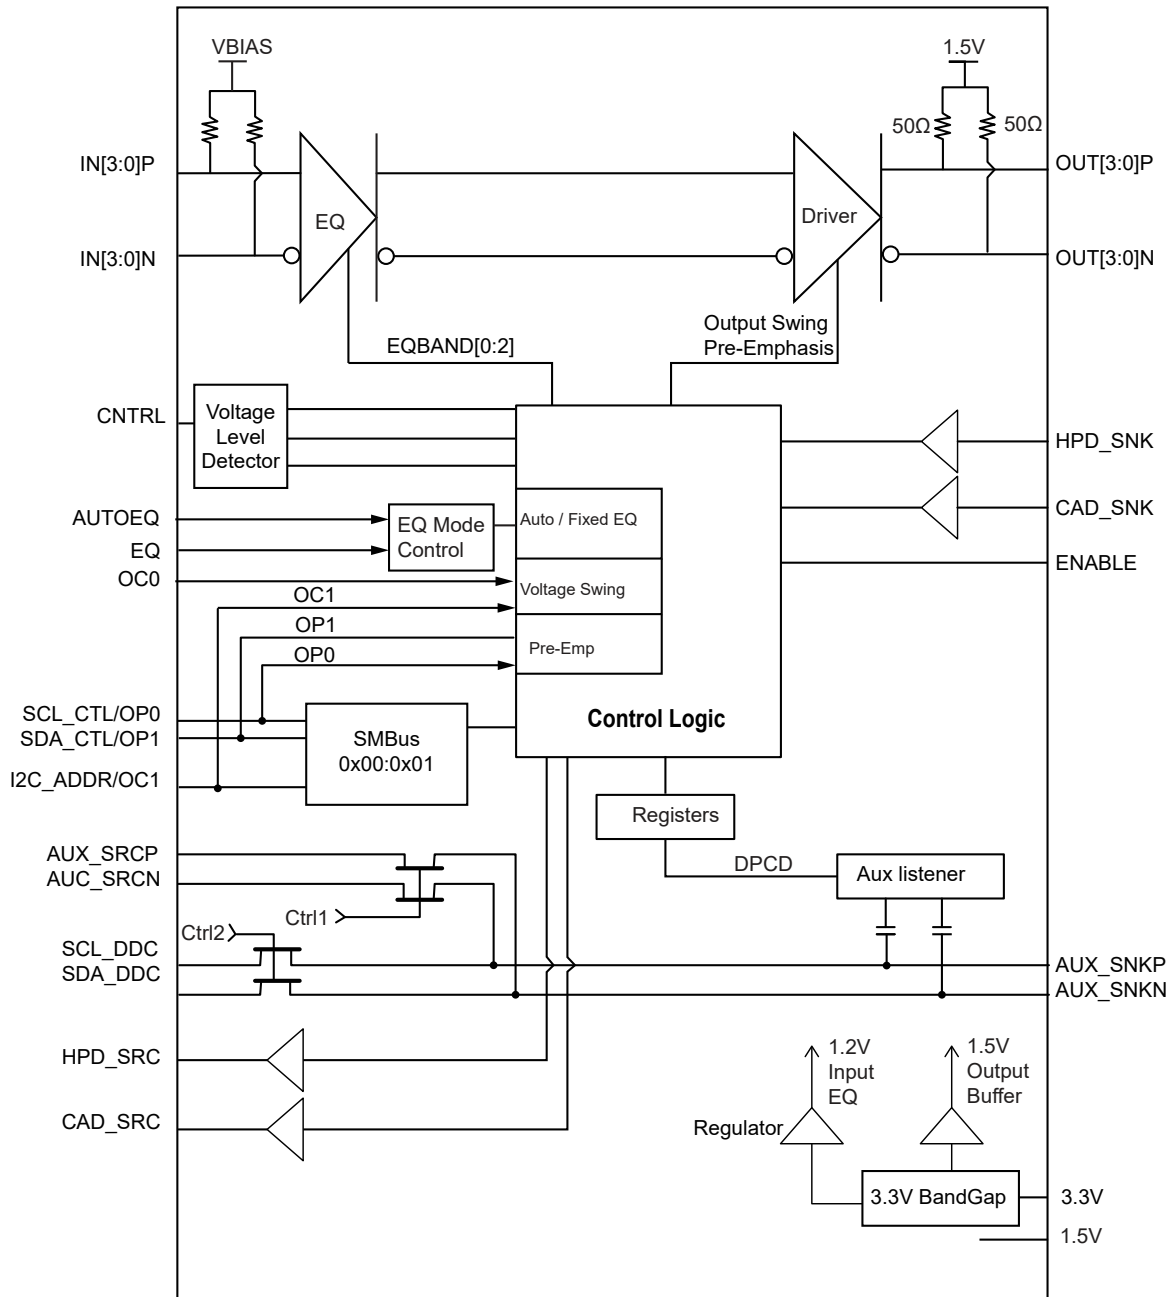 VBIAS
1.5V
50Ω
50Ω
IN[3:0]P
OUT[3:0]P
EQ
Driver
IN[3:0]N
OUT[3:0]N
EQBAND[0:2]
Output Swing
Pre-Emphasis
CNTRL
Voltage
Level
Detector
HPD_SNK
AUTOEQ
EQ
EQ Mode
Control
Auto / Fixed EQ
CAD_SNK
ENABLE
OC0
OC1
Voltage Swing
OP1
OP0
Pre-Emp
SCL_CTL/OP0
SDA_CTL/OP1
I2C_ADDR/OC1
SMBus
0x00:0x01
Control Logic
Registers
AUX_SRCP
AUC_SRCN
DPCD
Aux listener
Ctrl1
Ctrl2
SCL_DDC
SDA_DDC
AUX_SNKP
AUX_SNKN
HPD_SRC
CAD_SRC
1.2V
Input
EQ
1.5V
Output
Buffer
Regulator
3.3V BandGap
3.3V
1.5V